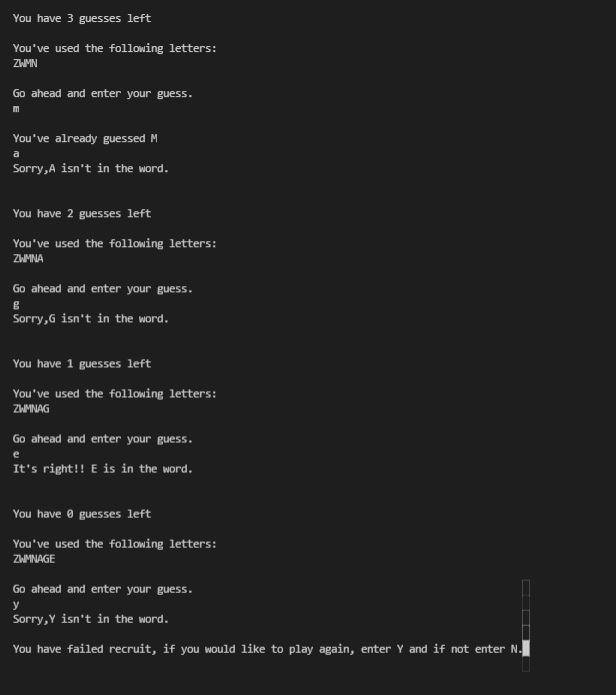 You have 3 guesses left
You've used the following letters:
ZWMN
Go ahead and enter your guess.
m
You've already guessed M
a
Sorry,A isn't in the word.
You have 2 guesses left
You've used the following letters:
ZWMNA
Go ahead and enter your guess.
g
Sorry,G isn't in the word.
You have 1 guesses left
You've used the following letters:
ZWMNAG
Go ahead and enter your guess.
e
It's right!! E is in the word.
You have 0 guesses left
You've used the following letters:
ZWMNAGE
Go ahead and enter your guess.
y
Sorry,Y isn't in the word.
You have failed recruit, if you would like to play again, enter Y and if not enter N.